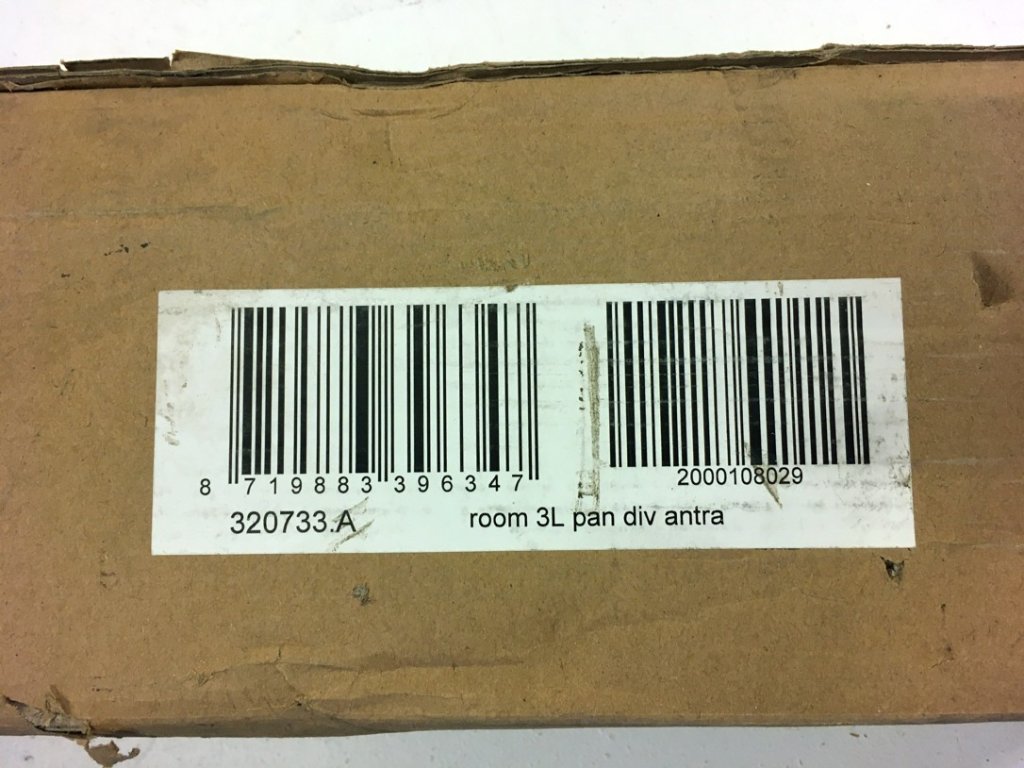 8 719883 396347
2000108029
320733.A
room 3L pan div antra